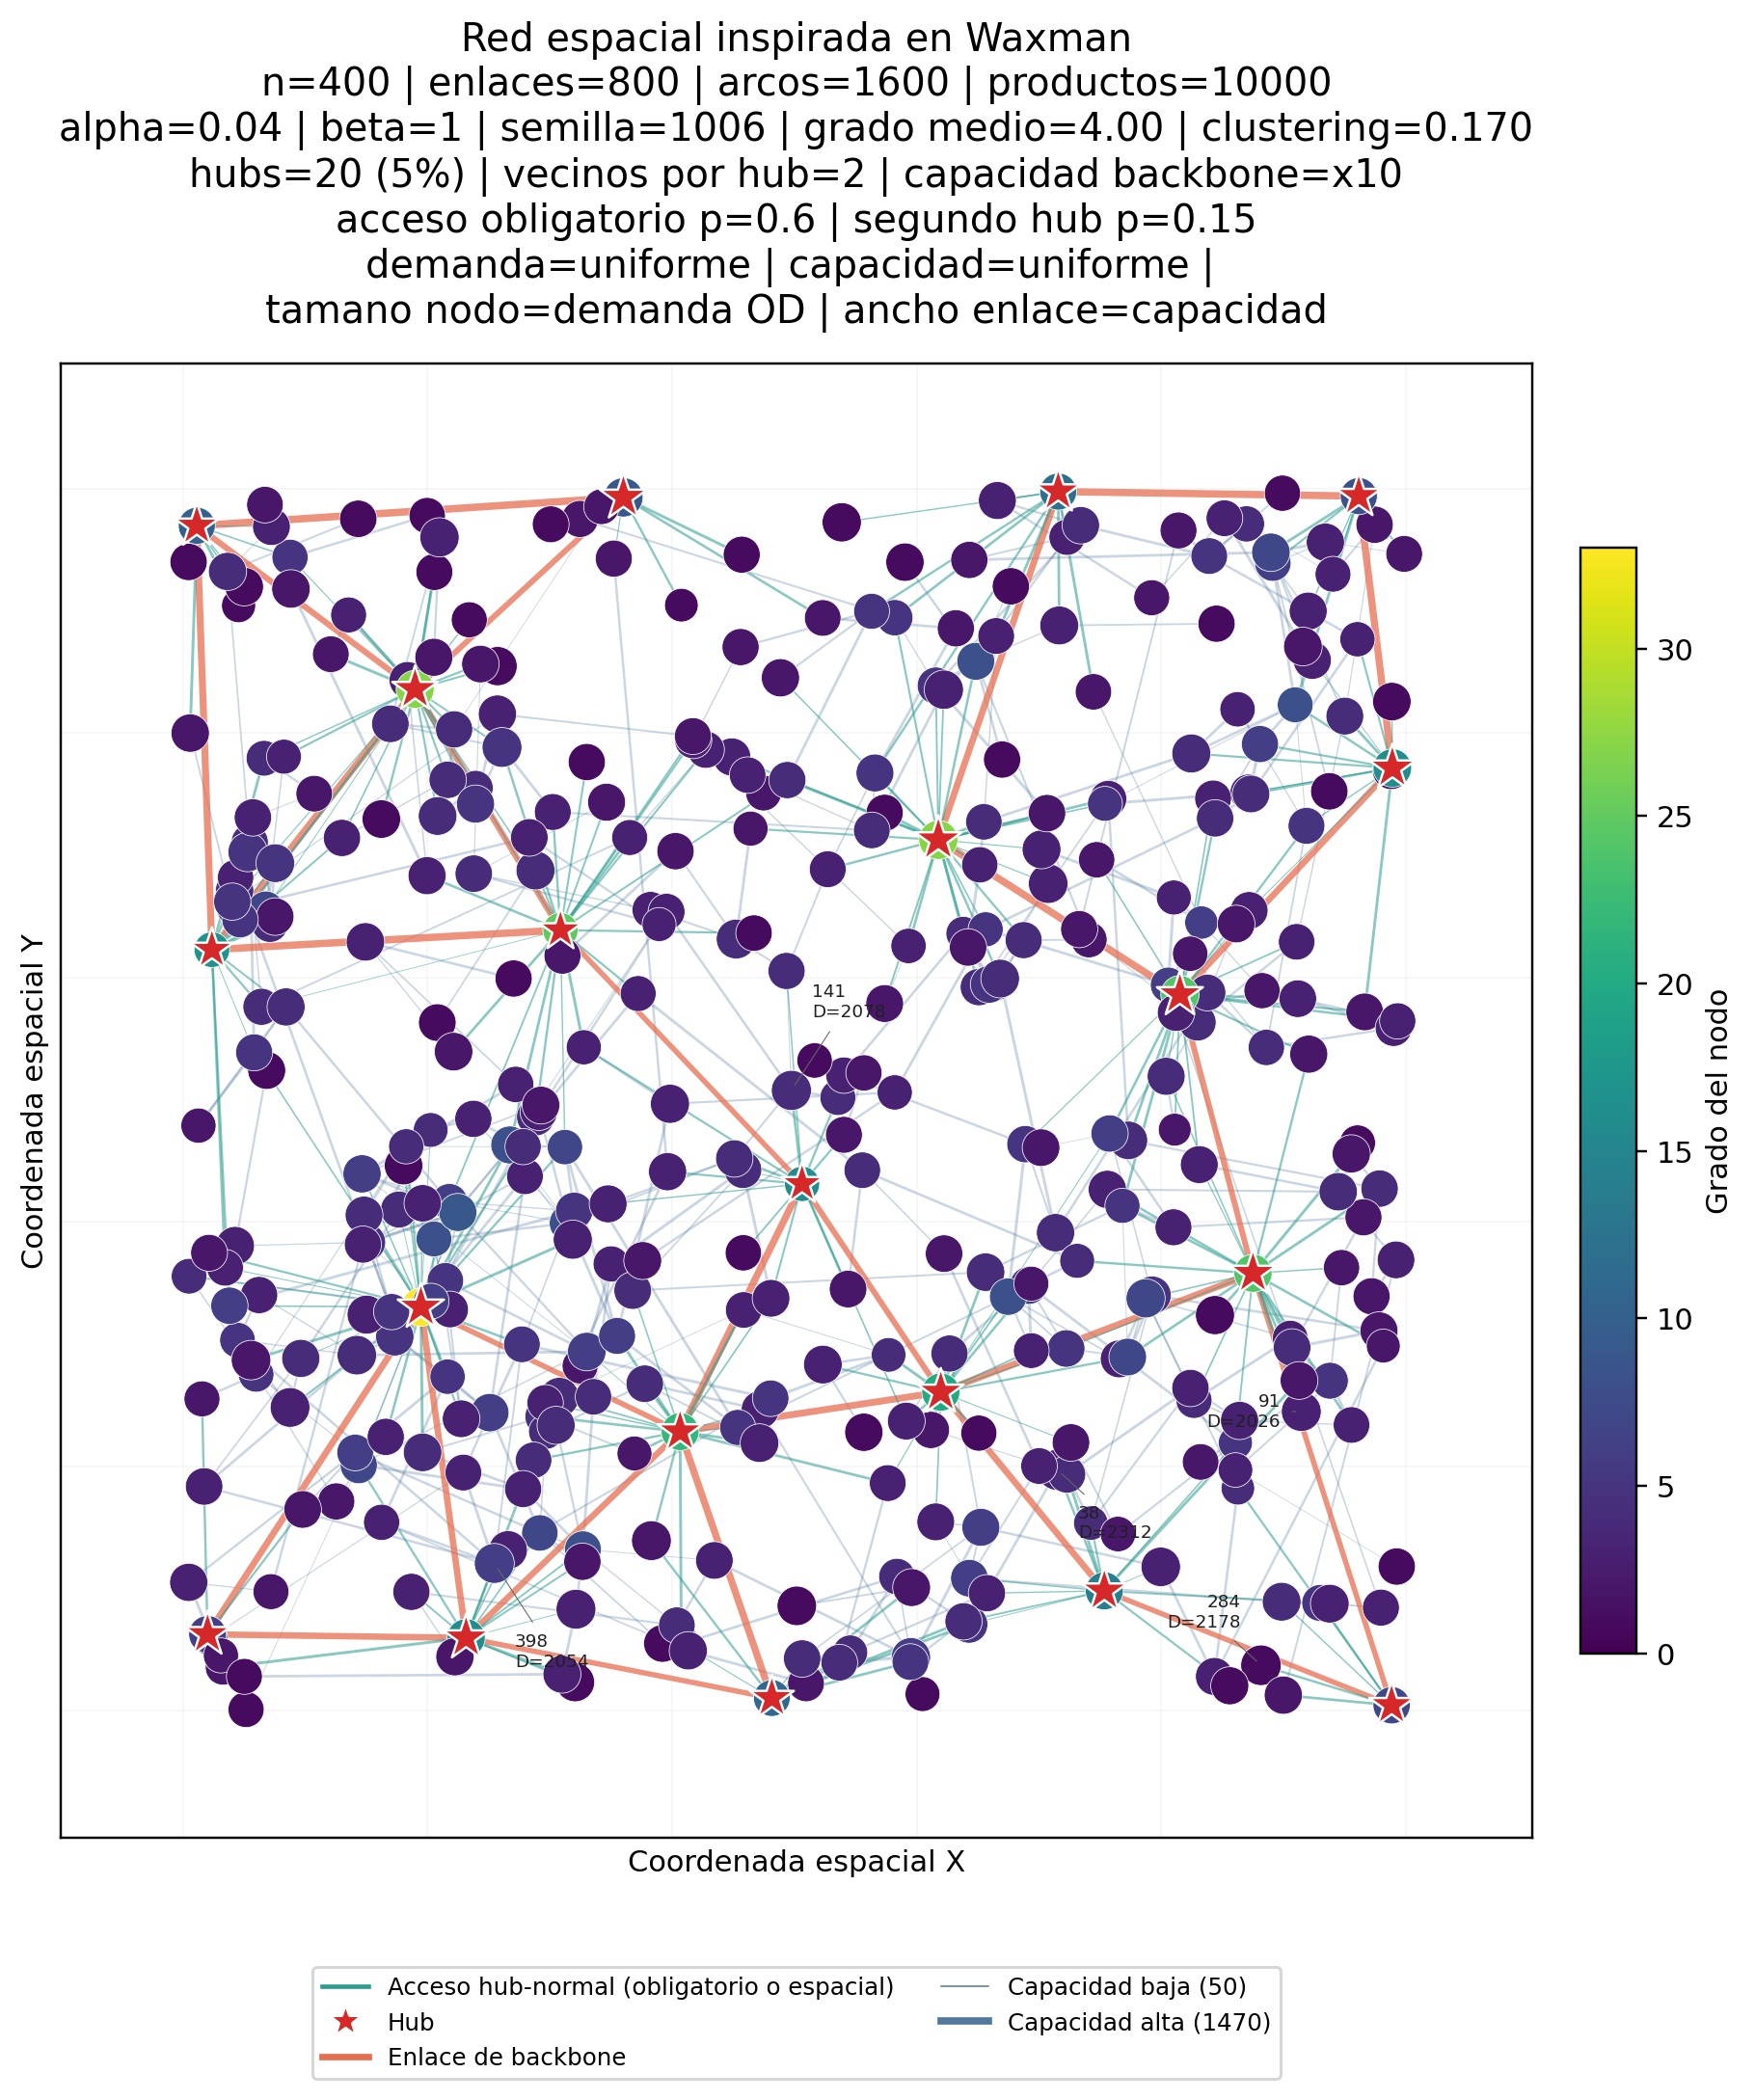 Red espacial inspirada en Waxman
n=400 | enlaces=800 | arcos=1600 | productos=10000
alpha=0.04 | beta=1 | semilla=1006 | grado medio=4.00 | clustering=0.170
hubs=20 (5%) | vecinos por hub=2 | capacidad backbone=x10
acceso obligatorio p=0.6 | segundo hub p=0.15
demanda=uniforme | capacidad=uniforme |
tamano nodo=demanda OD | ancho enlace=capacidad
Coordenada espacial Y
141
D=2078
91
D=2026
38
D=2312
284
D=2178
398
D=2054
Coordenada espacial X
30
25
20
15
10
5
0
Grado del nodo
Acceso hub-normal (obligatorio o espacial)
Hub
Enlace de backbone
Capacidad baja (50)
Capacidad alta (1470)